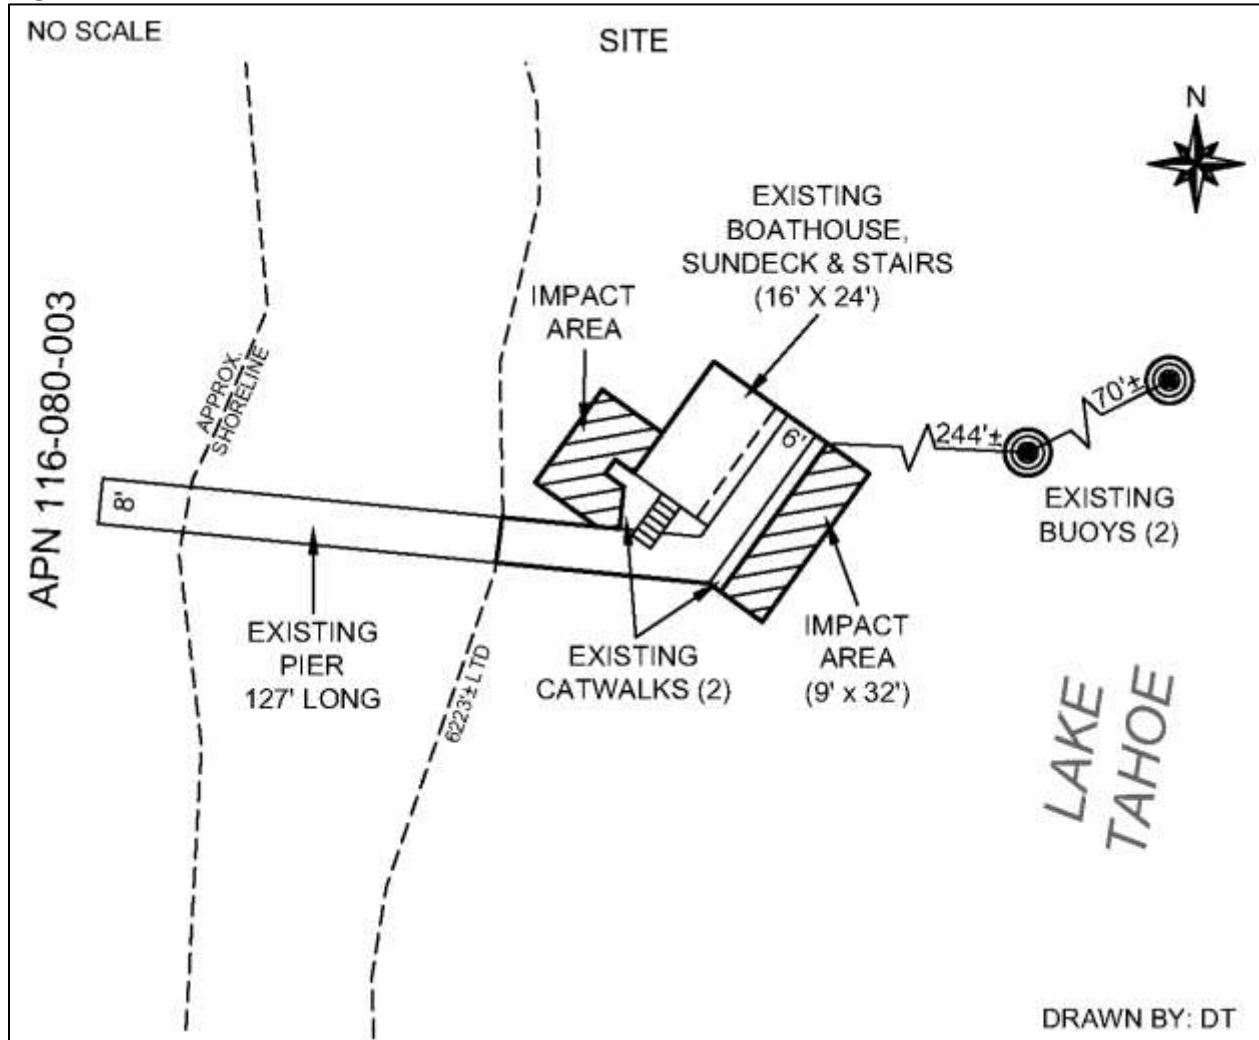 NO SCALE
SITE
N
EXISTING
BOATHOUSE,
SUNDECK & STAIRS
(16' X 24')
IMPACT
AREA
APN 116-080-003
APPROX.
SHORELINE
8'
6'
244'±
70'±
EXISTING
BUOYS (2)
EXISTING
PIER
127' LONG
6223'± LTD
EXISTING
CATWALKS (2)
IMPACT
AREA
(9' x 32')
LAKE
TAHOE
DRAWN BY: DT